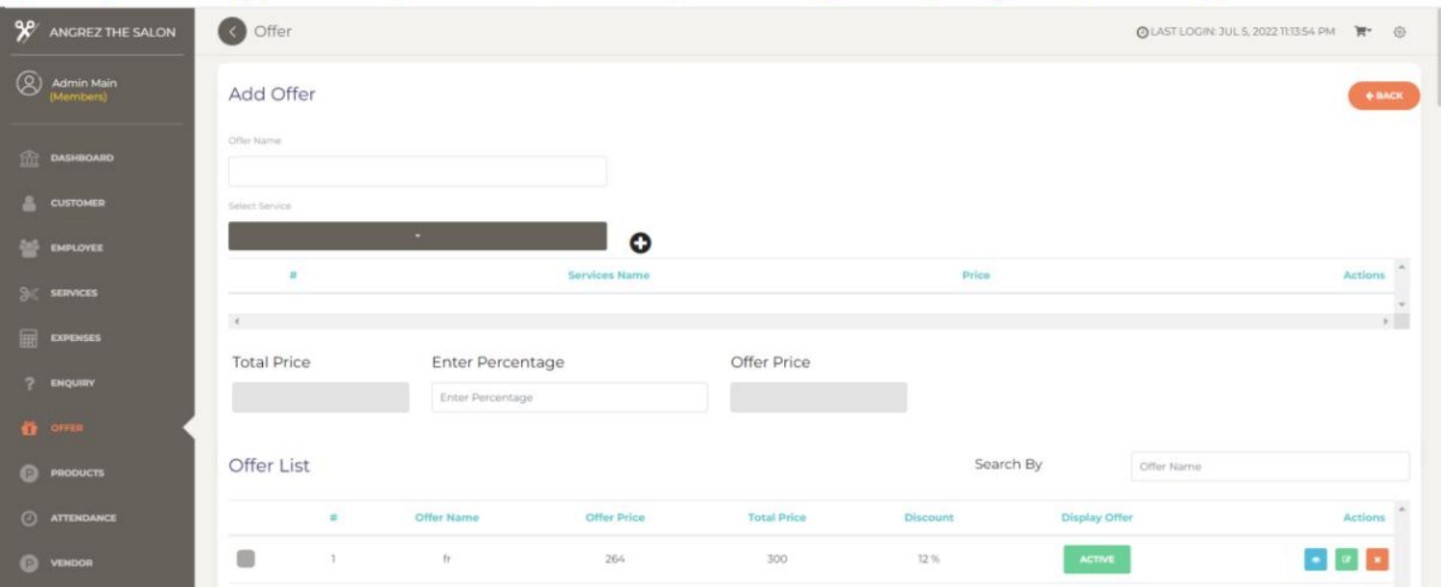 ANGREZ THE SALON
Offer
LAST LOGIN: JUL 5, 2022 11:13:54 PM
Admin Main
(Members)
Add Offer
BACK
Offer Name
DASHBOARD
CUSTOMER
Select Service
EMPLOYEE
# Services Name Price Actions
SERVICES
EXPENSES
Total Price Enter Percentage Offer Price
? ENQUIRY
Enter Percentage
OFFER
Offer List Search By Offer Name
PRODUCTS
# Offer Name Offer Price Total Price Discount Display Offer Actions
ATTENDANCE
1 fr 264 300 12 % ACTIVE
P VENDOR